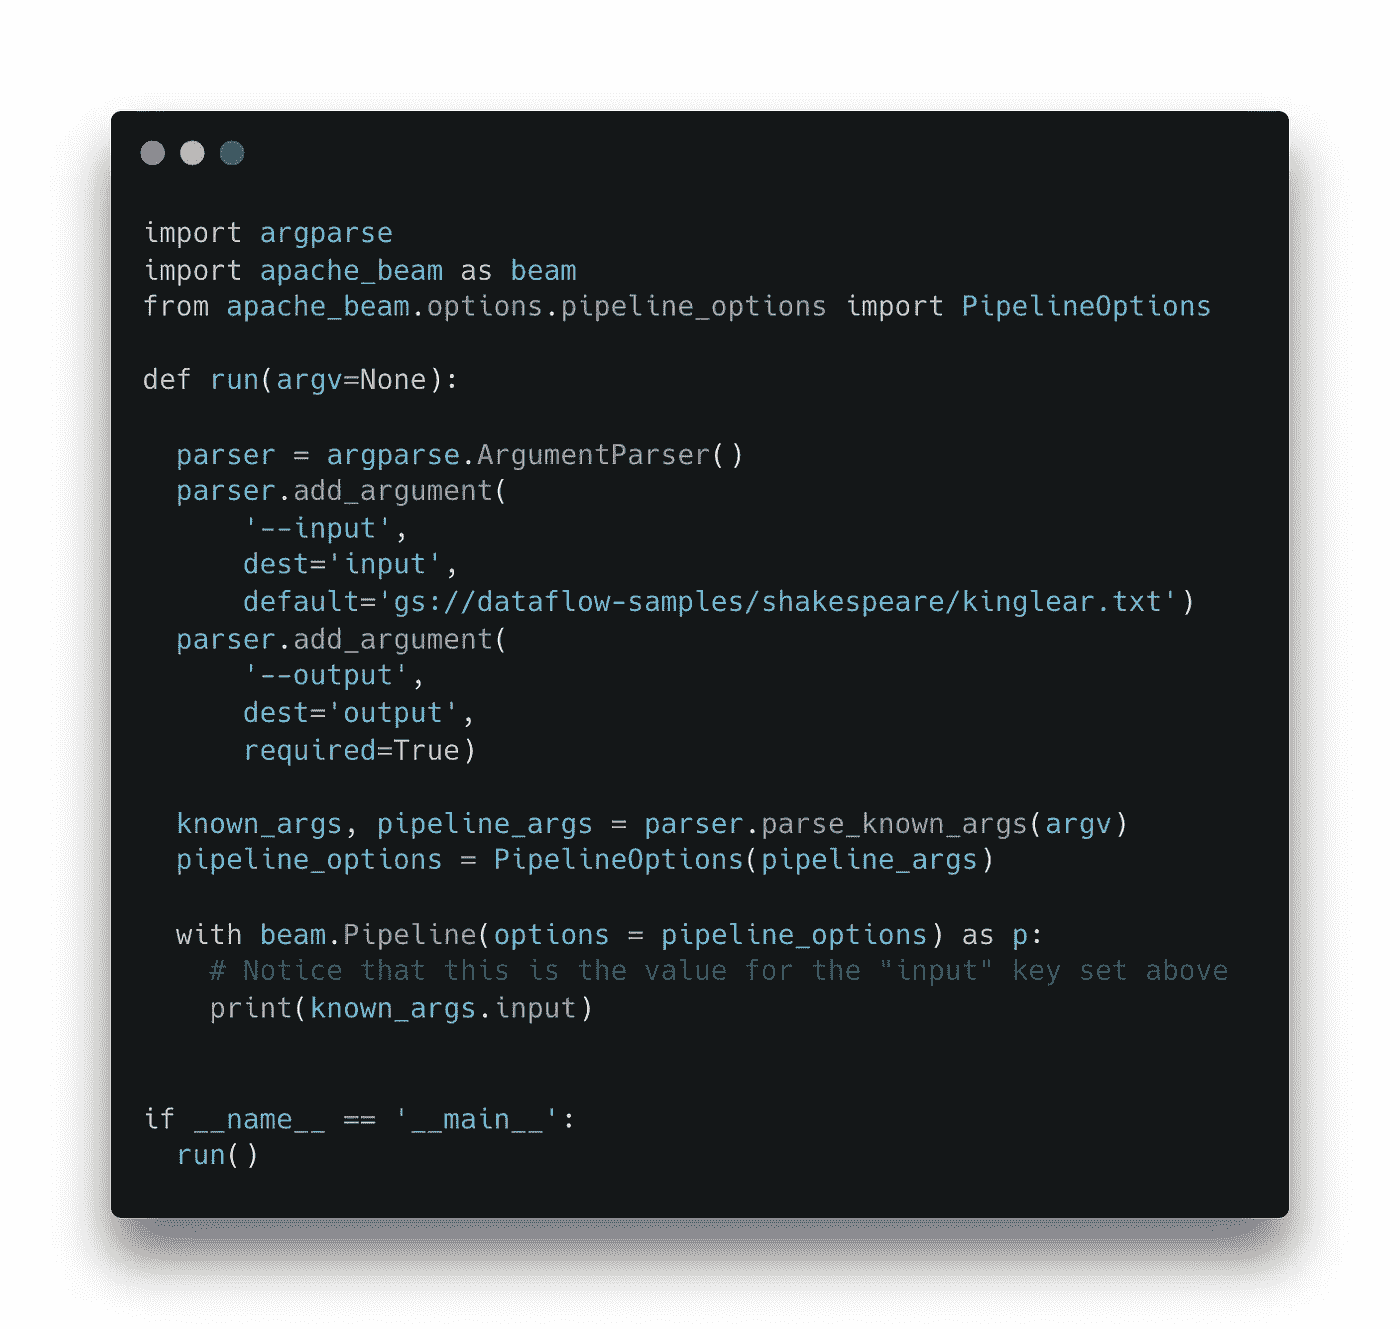 import argparse
import apache_beam as beam
from apache_beam.options.pipeline_options import PipelineOptions

def run(argv=None):

  parser = argparse.ArgumentParser()
  parser.add_argument(
      '--input',
      dest='input',
      default='gs://dataflow-samples/shakespeare/kinglear.txt')
  parser.add_argument(
      '--output',
      dest='output',
      required=True)

  known_args, pipeline_args = parser.parse_known_args(argv)
  pipeline_options = PipelineOptions(pipeline_args)

  with beam.Pipeline(options = pipeline_options) as p:
    # Notice that this is the value for the "input" key set above
    print(known_args.input)


if __name__ == '__main__':
  run()